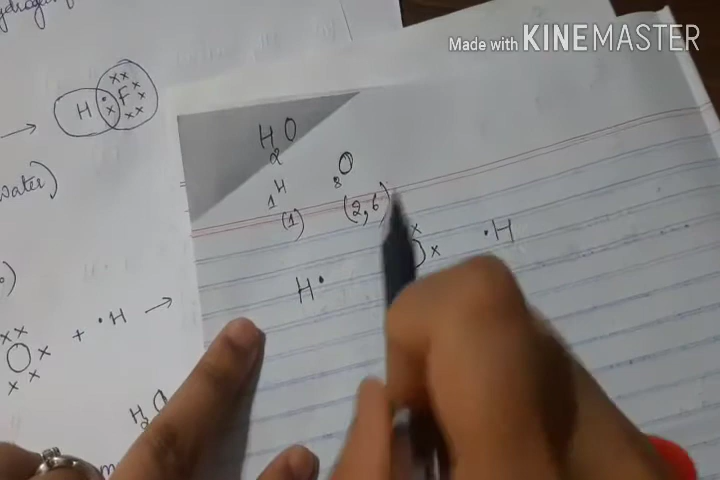 Made with KINEMASTER
H F
H2O
1H 8O
(1) (2,6)
water)
H• x •H
+ •H →
O
H2O